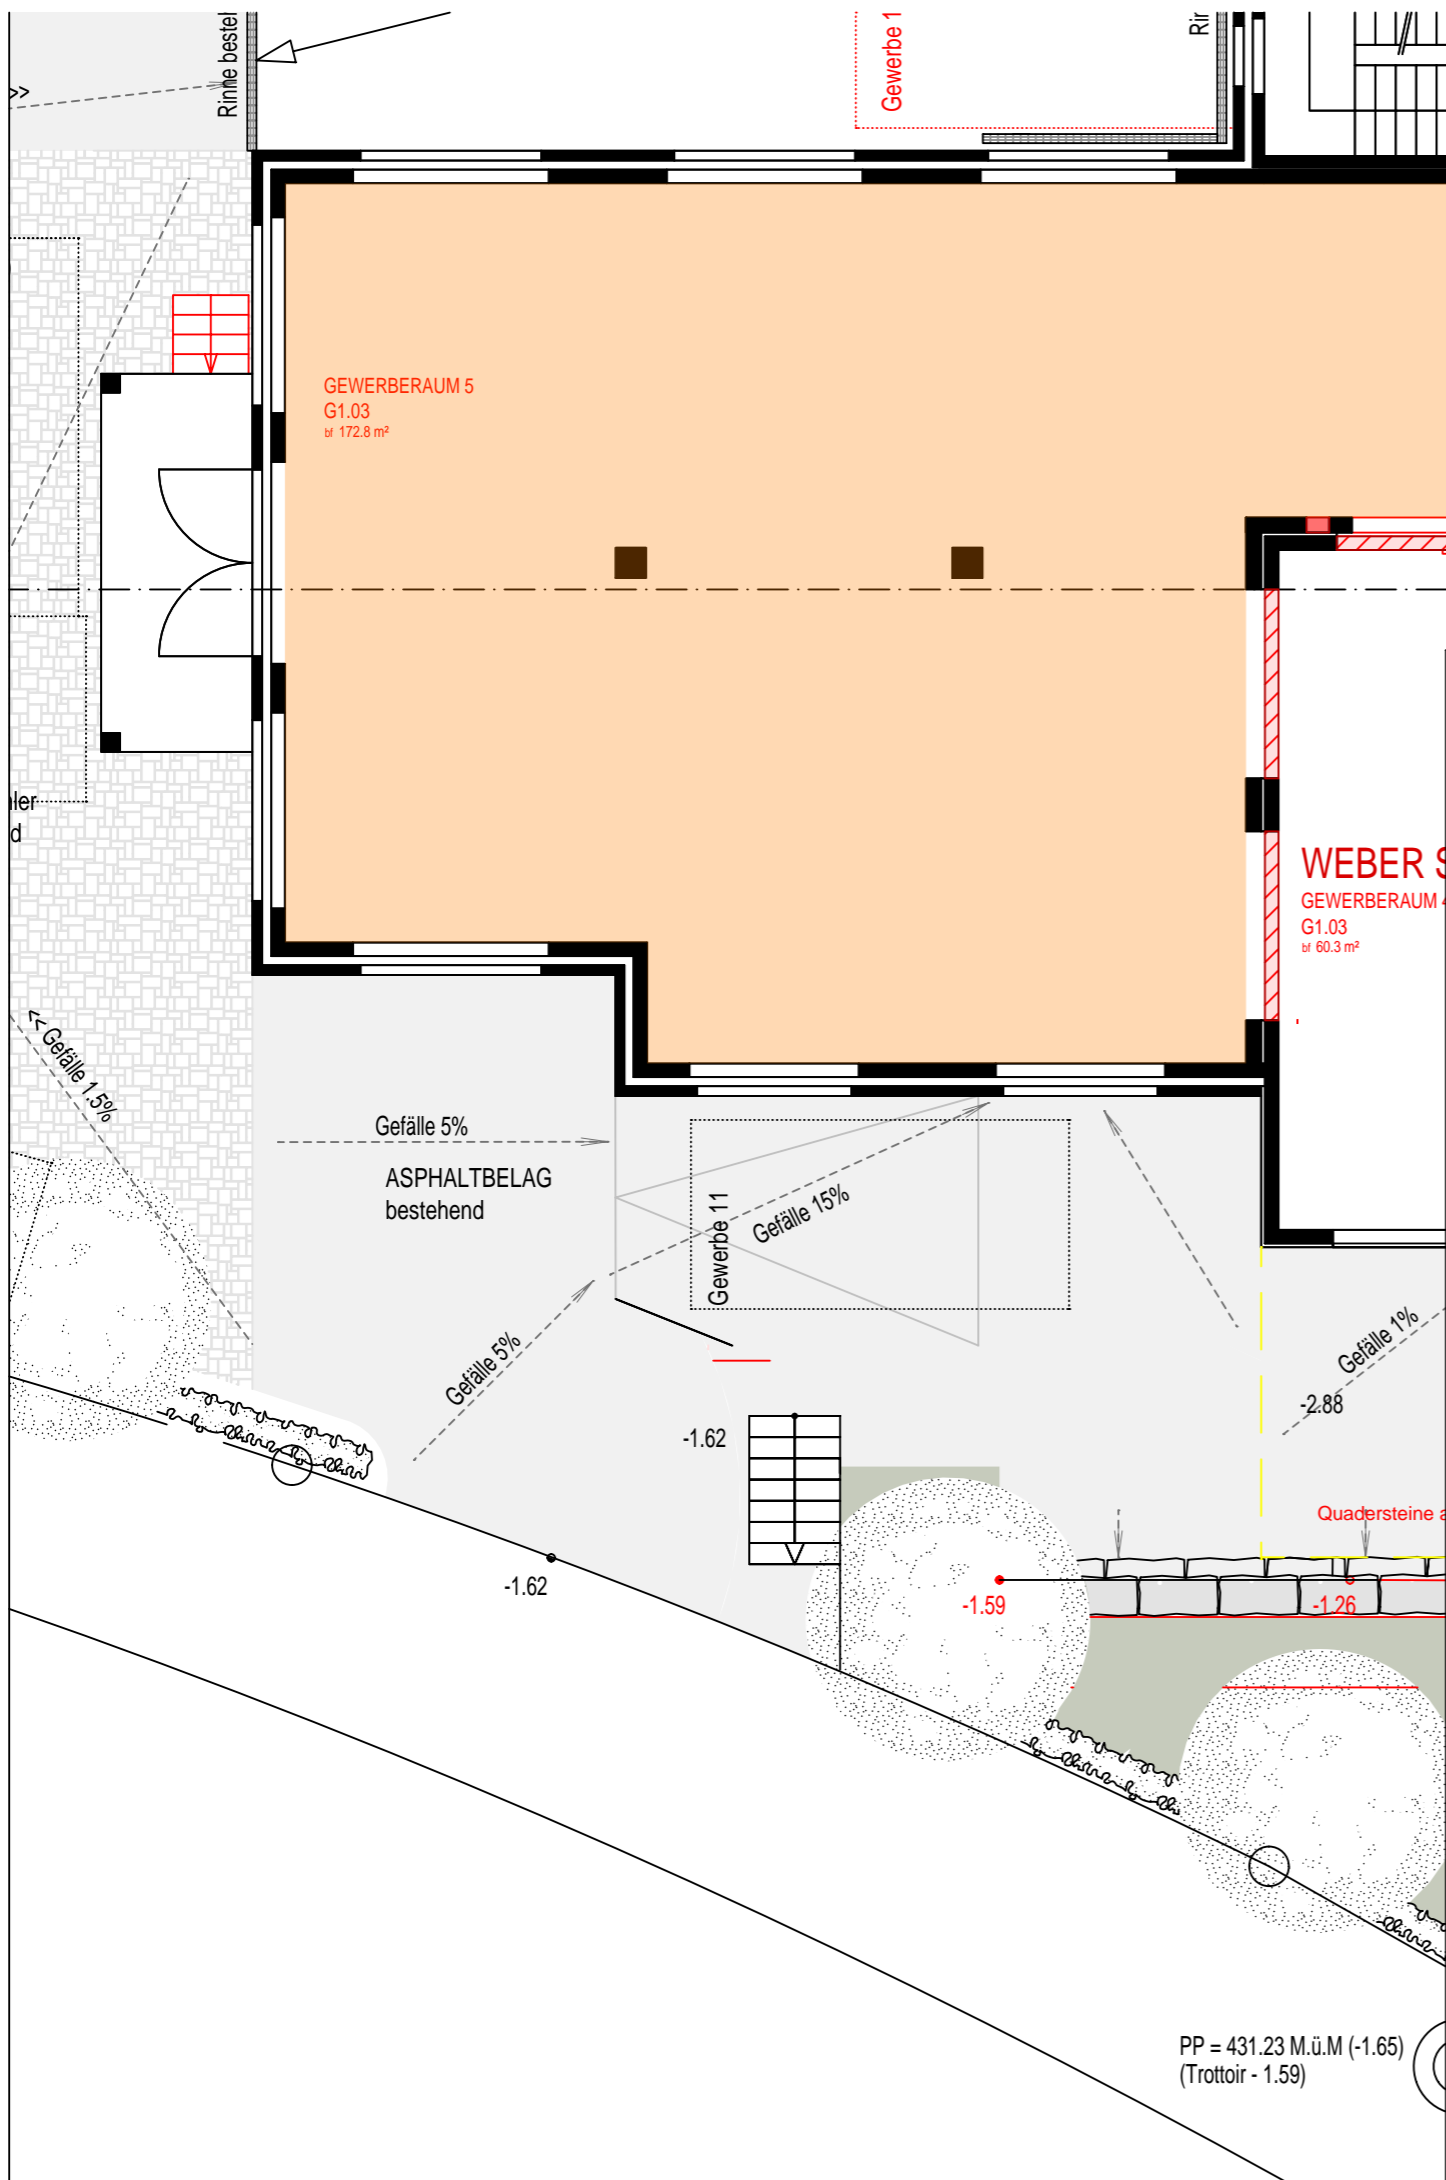 Gewerbe 1
>>
GEWERBERAUM 5
G1.03
bf 172.8 m²
WEBER
GEWERBERAUM 4
G1.03
bf 60.3 m²
<< Gefälle 1.5%
Gefälle 5%
ASPHALTBELAG
bestehend
Gewerbe 11
Gefälle 15%
Gefälle 5%
Gefälle 1%
-2.88
-1.62
Quadersteine
-1.62
-1.59
-1.26
PP = 431.23 M.ü.M (-1.65)
(Trottoir - 1.59)
Rinne